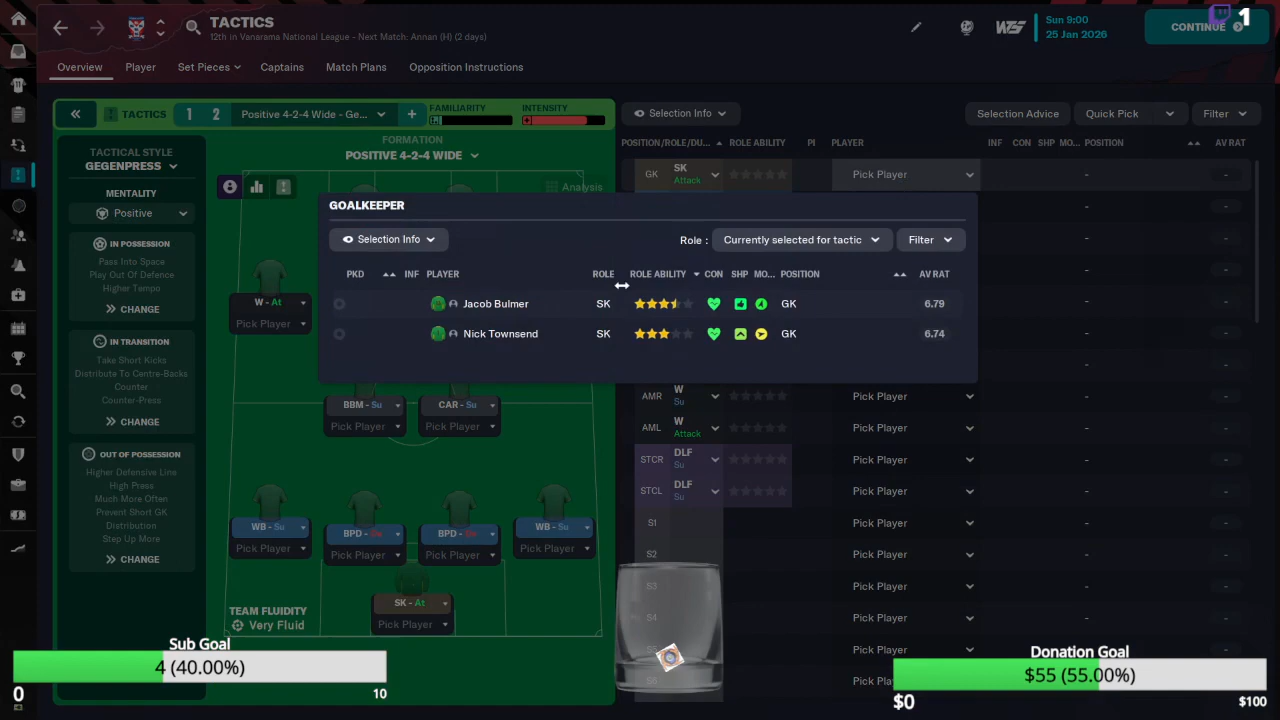 TACTICS
12th in Vanarama National League - Next Match: Annan (H) (2 days)
Sun 9:00
25 Jan 2026
CONTINUE
1
Overview
Player
Set Pieces
Captains
Match Plans
Opposition Instructions
TACTICS
1
2
Positive 4-2-4 Wide - Ge...
+
FAMILIARITY
INTENSITY
Selection Info
Selection Advice
Quick Pick
Filter
POSITION/ROLE/DU...
ROLE ABILITY
PI
PLAYER
INF
CON
SHP
MO...
POSITION
AV RAT
TACTICAL STYLE
GEGENPRESS
MENTALITY
Positive
IN POSSESSION
Pass Into Space
Play Out Of Defence
Higher Tempo
CHANGE
IN TRANSITION
Take Short Kicks
Distribute To Centre-Backs
Counter
Counter-Press
CHANGE
OUT OF POSSESSION
Higher Defensive Line
High Press
Much More Often
Prevent Short GK
Distribution
Step Up More
CHANGE
FORMATION
POSITIVE 4-2-4 WIDE
Analysis
GK
SK
Attack
Pick Player
-
-
GOALKEEPER
Selection Info
Role :
Currently selected for tactic
Filter
PKD
INF
PLAYER
ROLE
ROLE ABILITY
CON
SHP
MO...
POSITION
AV RAT
Jacob Bulmer
SK
GK
6.79
Nick Townsend
SK
GK
6.74
W - At
Pick Player
BBM - Su
Pick Player
CAR - Su
Pick Player
WB - Su
Pick Player
BPD -
Pick Player
BPD -
Pick Player
WB - Su
Pick Player
SK - At
Pick Player
TEAM FLUIDITY
Very Fluid
AMR
W
Su
Pick Player
-
-
AML
W
Attack
Pick Player
-
-
STCR
DLF
Su
Pick Player
-
-
STCL
DLF
Su
Pick Player
-
-
S1
Pick Player
-
-
S2
Pick Player
-
-
S3
Pick Player
-
-
S4
Pick Player
-
-
S5
Pick Player
-
-
S6
Pick Player
-
-
Sub Goal
4 (40.00%)
0
10
Donation Goal
$55 (55.00%)
$0
$100